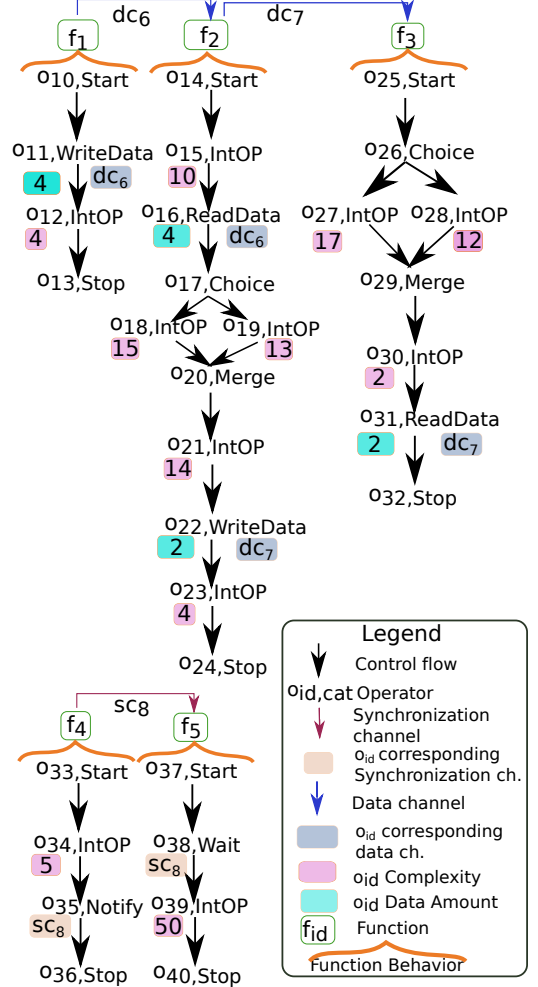 dc6
dc7
f1
f2
f3
o10,Start
o11,WriteData
4
dc6
o12,IntOP
4
o13,Stop
o14,Start
o15,IntOP
10
o16,ReadData
4
dc6
o17,Choice
o18,IntOP
15
o19,IntOP
13
o20,Merge
o21,IntOP
14
o22,WriteData
2
dc7
o23,IntOP
4
o24,Stop
o25,Start
o26,Choice
o27,IntOP
17
o28,IntOP
12
o29,Merge
o30,IntOP
2
o31,ReadData
2
dc7
o32,Stop
sc8
f4
f5
o33,Start
o34,IntOP
5
o35,Notify
sc8
o36,Stop
o37,Start
o38,Wait
sc8
o39,IntOP
50
o40,Stop
Legend
Control flow
oid,cat Operator
Synchronization
channel
oid corresponding
Synchronization ch.
Data channel
oid corresponding
data ch.
oid Complexity
oid Data Amount
fid Function
Function Behavior